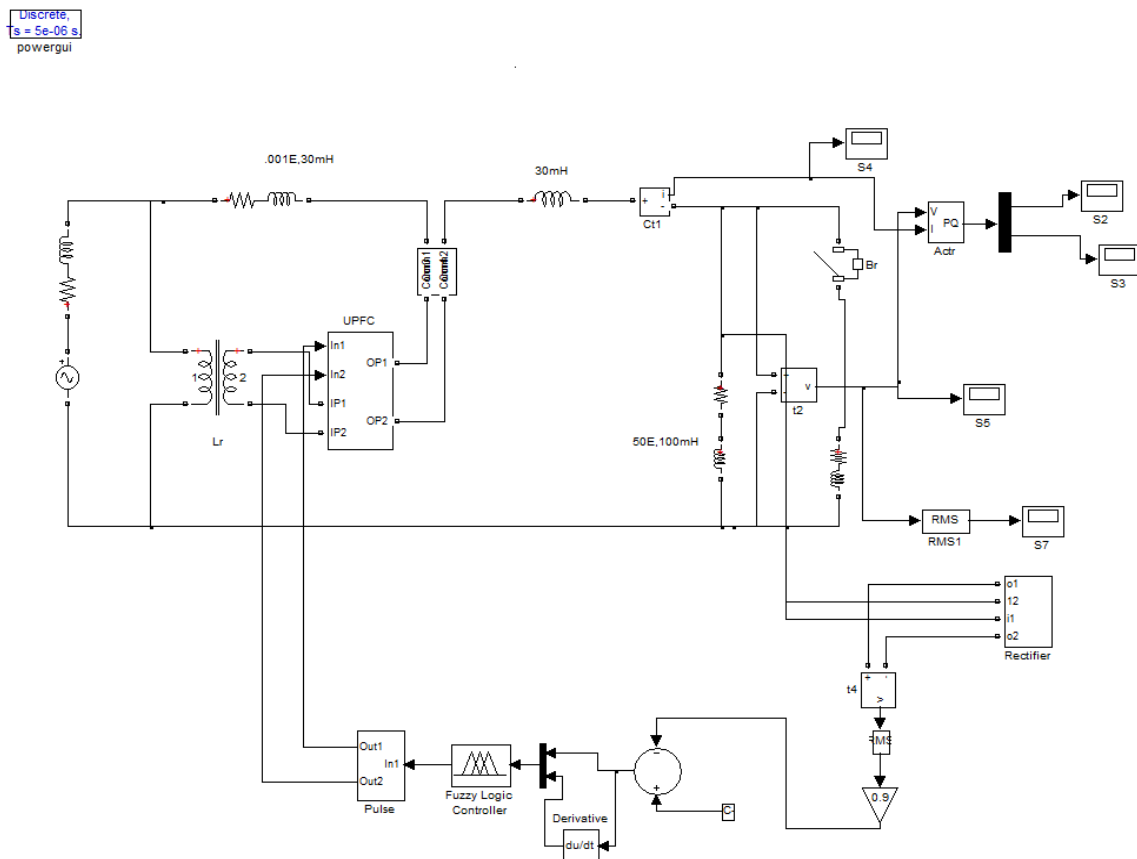 Discrete,
Ts = 5e-06 s.
powergui
.001E,30mH
30mH
i
+
-
Ct1
S4
V
I
PQ
Actr
S2
S3
Br
UPFC
In1
In2
IP1
IP2
OP1
OP2
1
2
Lr
+
-
v
t2
S5
50E,100mH
RMS
RMS1
S7
o1
12
i1
o2
Rectifier
+
-
v
t4
RMS
0.9
-
+
C
Out1
Out2
In1
Pulse
Fuzzy Logic
Controller
Derivative
du/dt